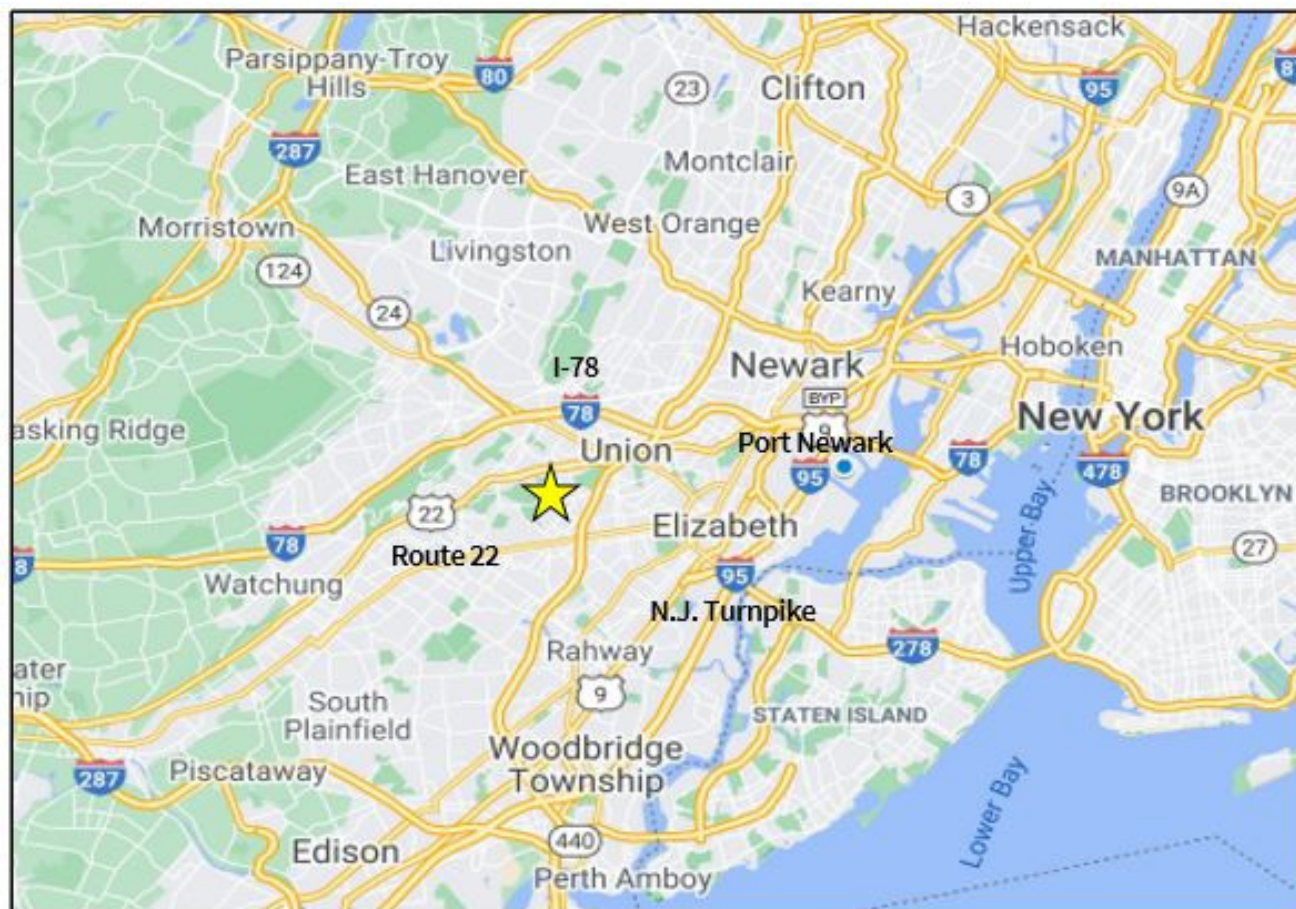 Hackensack
Parsippany-Troy
Hills
80
23
Clifton
95
87
287
East Hanover
Montclair
3
9A
Morristown
West Orange
Livingston
MANHATTAN
124
Kearny
24
Hoboken
I-78
Newark
78
BYP
9
New York
asking Ridge
Union
Port Newark
95
78
478
22
BROOKLYN
Elizabeth
78
Route 22
27
8
Watchung
95
Upper Bay
N.J. Turnpike
Rahway
278
ater
hip
South
Plainfield
9
STATEN ISLAND
Woodbridge
Township
287
Piscataway
Lower Bay
Edison
440
Perth Amboy